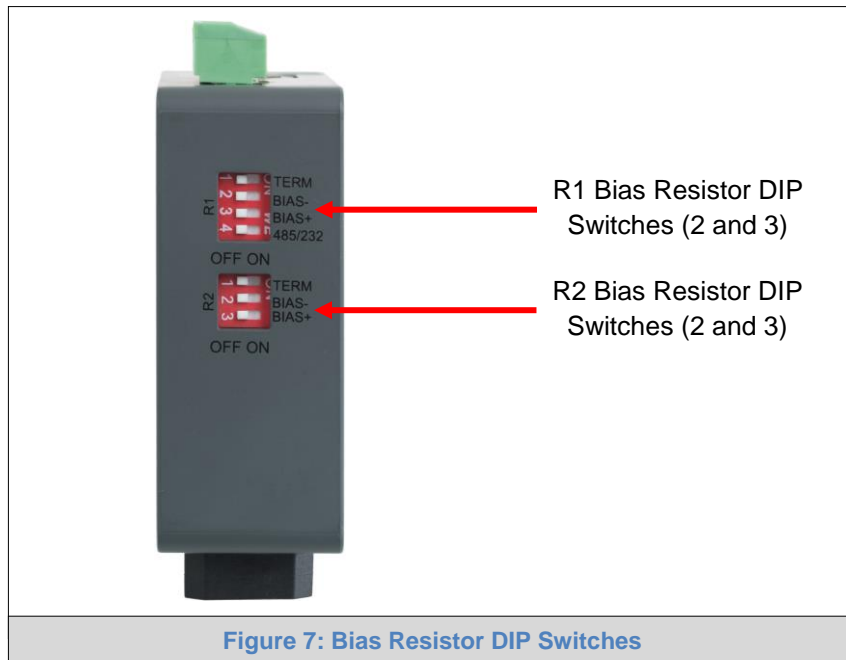 1
ON
TERM
2
BIAS-
R1
3
BIAS+
4
485/232
OFF ON
1
TERM
2
BIAS-
R2
3
BIAS+
OFF ON
R1 Bias Resistor DIP
Switches (2 and 3)
R2 Bias Resistor DIP
Switches (2 and 3)
Figure 7: Bias Resistor DIP Switches